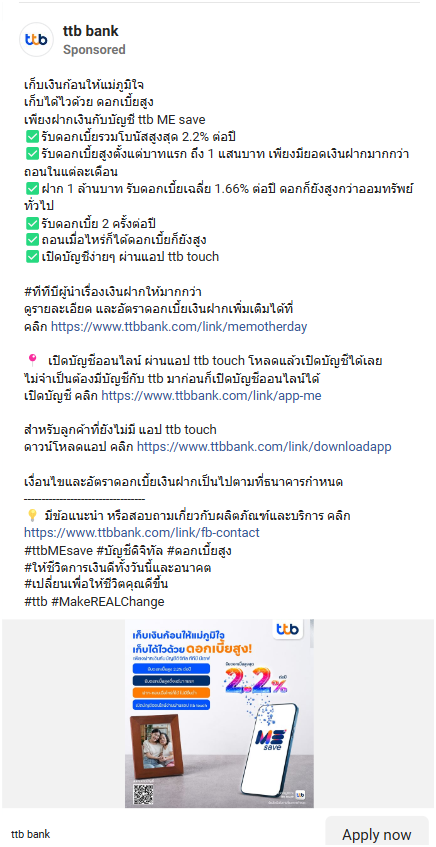 ttb
ttb bank
Sponsored
เก็บเงินก้อนให้แม่ภูมิใจ
เก็บได้ไวด้วย ดอกเบี้ยสูง
เพียงฝากเงินกับบัญชี ttb ME save
✅รับดอกเบี้ยรวมโบนัสสูงสุด 2.2% ต่อปี
✅รับดอกเบี้ยสูงตั้งแต่บาทแรก ถึง 1 แสนบาท เพียงมียอดเงินฝากมากกว่า
ถอนในแต่ละเดือน
✅ฝาก 1 ล้านบาท รับดอกเบี้ยเฉลี่ย 1.66% ต่อปี ดอกก็ยังสูงกว่าออมทรัพย์
ทั่วไป
✅รับดอกเบี้ย 2 ครั้งต่อปี
✅ถอนเมื่อไหร่ก็ได้ดอกเบี้ยก็ยังสูง
✅เปิดบัญชีง่ายๆ ผ่านแอป ttb touch
#ทีทีบีผู้นำเรื่องเงินฝากให้มากกว่า
ดูรายละเอียด และอัตราดอกเบี้ยเงินฝากเพิ่มเติมได้ที่
คลิก https://www.ttbbank.com/link/memotherday
📍 เปิดบัญชีออนไลน์ ผ่านแอป ttb touch โหลดแล้วเปิดบัญชีได้เลย
ไม่จำเป็นต้องมีบัญชีกับ ttb มาก่อนก็เปิดบัญชีออนไลน์ได้
เปิดบัญชี คลิก https://www.ttbbank.com/link/app-me
สำหรับลูกค้าที่ยังไม่มี แอป ttb touch
ดาวน์โหลดแอป คลิก https://www.ttbbank.com/link/downloadapp
เงื่อนไขและอัตราดอกเบี้ยเงินฝากเป็นไปตามที่ธนาคารกำหนด
----------------------------------
💡 มีข้อแนะนำ หรือสอบถามเกี่ยวกับผลิตภัณฑ์และบริการ คลิก
https://www.ttbbank.com/link/fb-contact
#ttbMEsave #บัญชีดิจิทัล #ดอกเบี้ยสูง
#ให้ชีวิตการเงินดีทั้งวันนี้และอนาคต
#เปลี่ยนเพื่อให้ชีวิตคุณดีขึ้น
#ttb #MakeREALChange
ttb
เก็บเงินก้อนให้แม่ภูมิใจ
เก็บได้ไวด้วย ดอกเบี้ยสูง!
รับดอกเบี้ยสูงสุด 2.2% ต่อปี
2.2% ต่อปี
ME save
ttb
ttb bank
Apply now